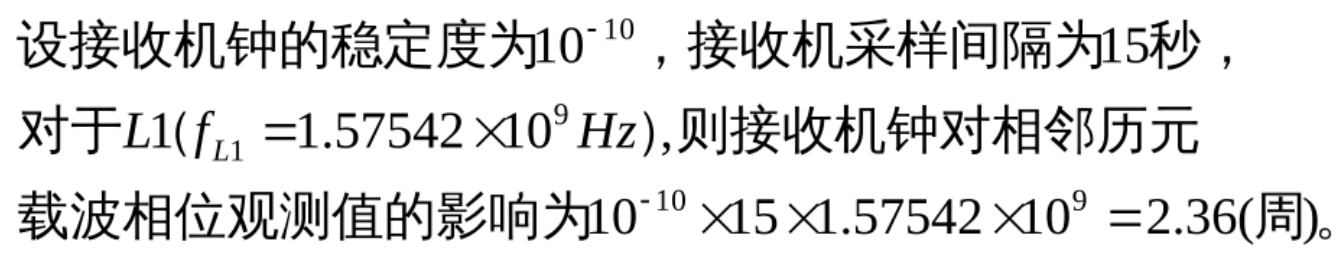 设接收机钟的稳定度为10⁻¹⁰，接收机采样间隔为15秒，
对于L1(f_{L1} =1.57542×10⁹ Hz),则接收机钟对相邻历元
载波相位观测值的影响为10⁻¹⁰ ×15×1.57542×10⁹ =2.36(周)。